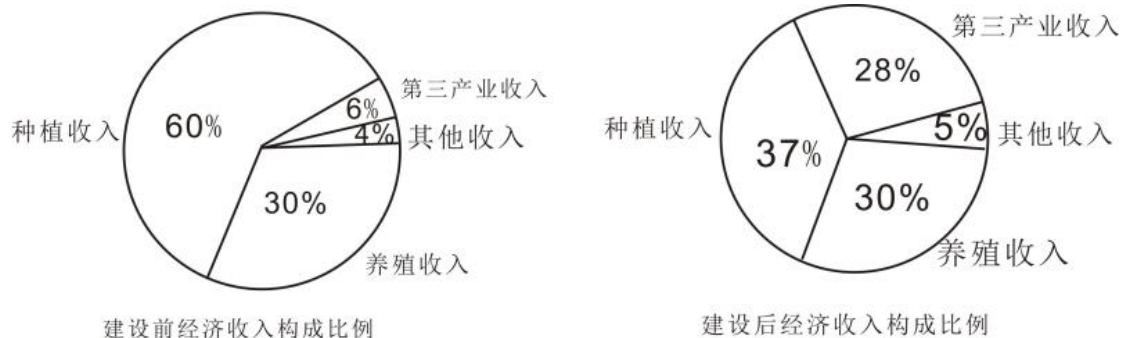 第三产业收入
6%
60%
种植收入
4%
其他收入
30%
养殖收入
建设前经济收入构成比例
第三产业收入
28%
种植收入
5%
其他收入
37%
30%
养殖收入
建设后经济收入构成比例